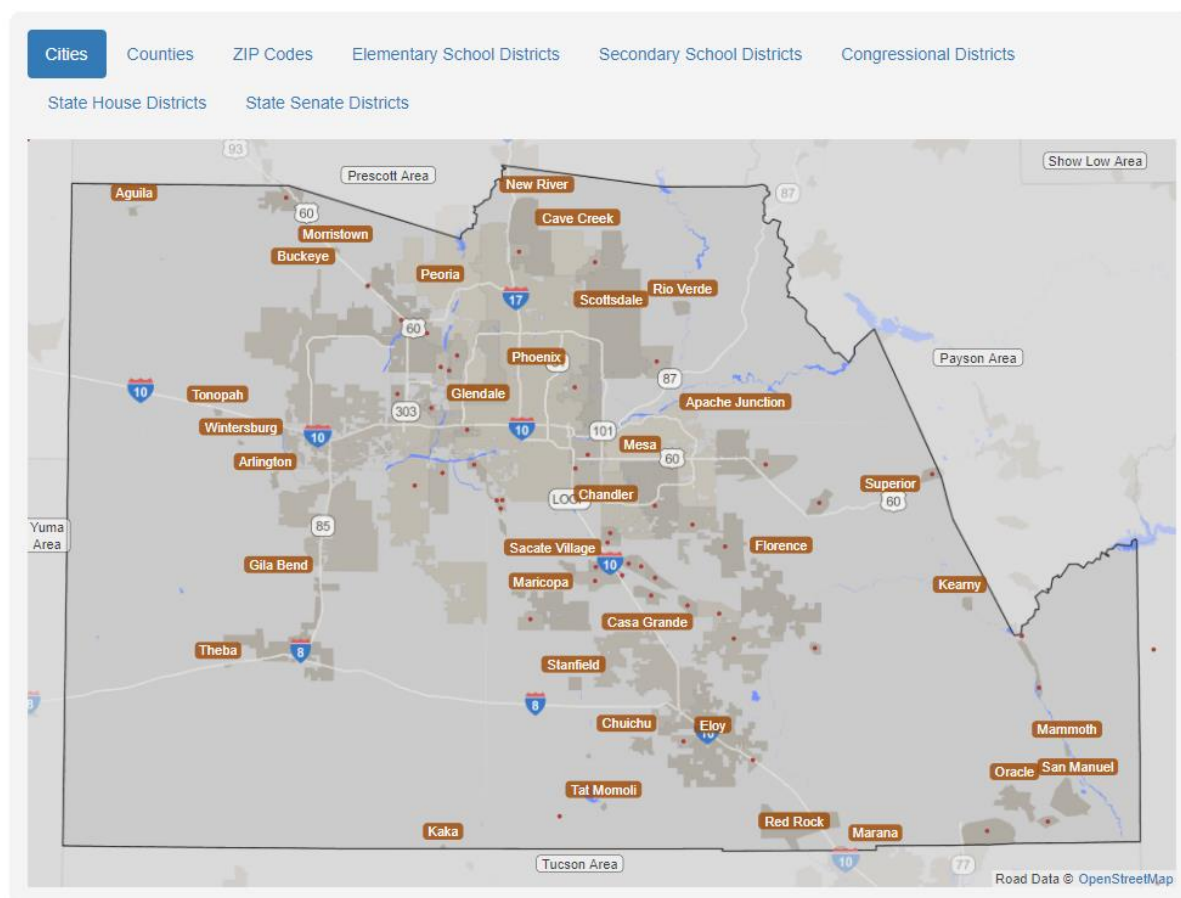 Cities
Counties
ZIP Codes
Elementary School Districts
Secondary School Districts
Congressional Districts
State House Districts
State Senate Districts
93
Prescott Area
Show Low Area
New River
Aguila
87
60
Cave Creek
Morristown
Buckeye
Peoria
Rio Verde
17
Scottsdale
60
Phoenix
Payson Area
87
10
Tonopah
Glendale
Apache Junction
303
Wintersburg
10
10
101
Mesa
Arlington
60
Superior
LOOP
Chandler
60
Yuma
Area
85
Florence
Sacate Village
Gila Bend
10
Maricopa
Kearny
Casa Grande
Theba
8
Stanfield
8
8
Chuichu
Eloy
10
Mammoth
Oracle
San Manuel
Tat Momoli
Red Rock
Kaka
Marana
Tucson Area
10
77
Road Data © OpenStreetMap